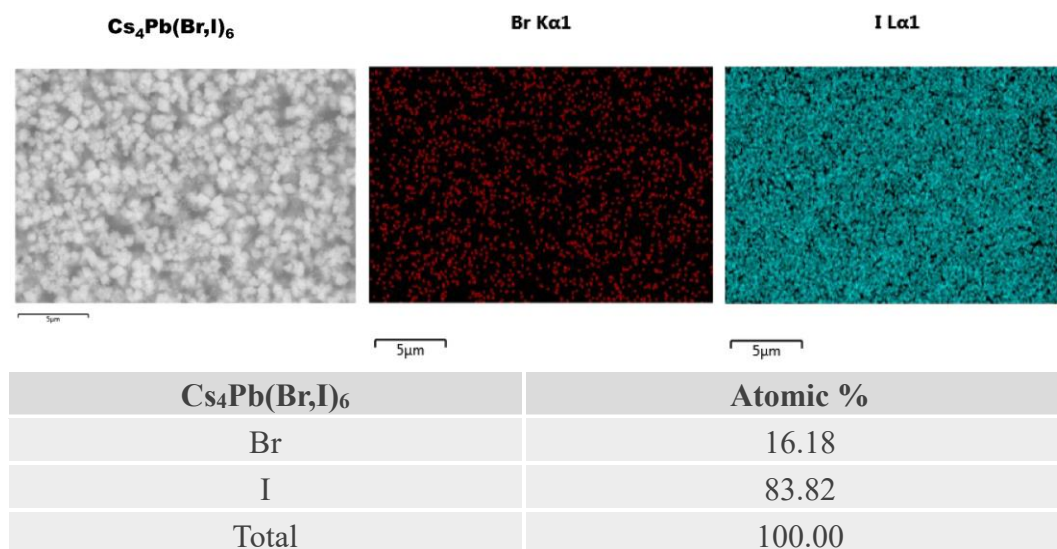 Cs₄Pb(Br,I)₆
Br Kα1
I Lα1
5μm
5μm
5μm
Cs₄Pb(Br,I)₆ Atomic %
Br 16.18
I 83.82
Total 100.00